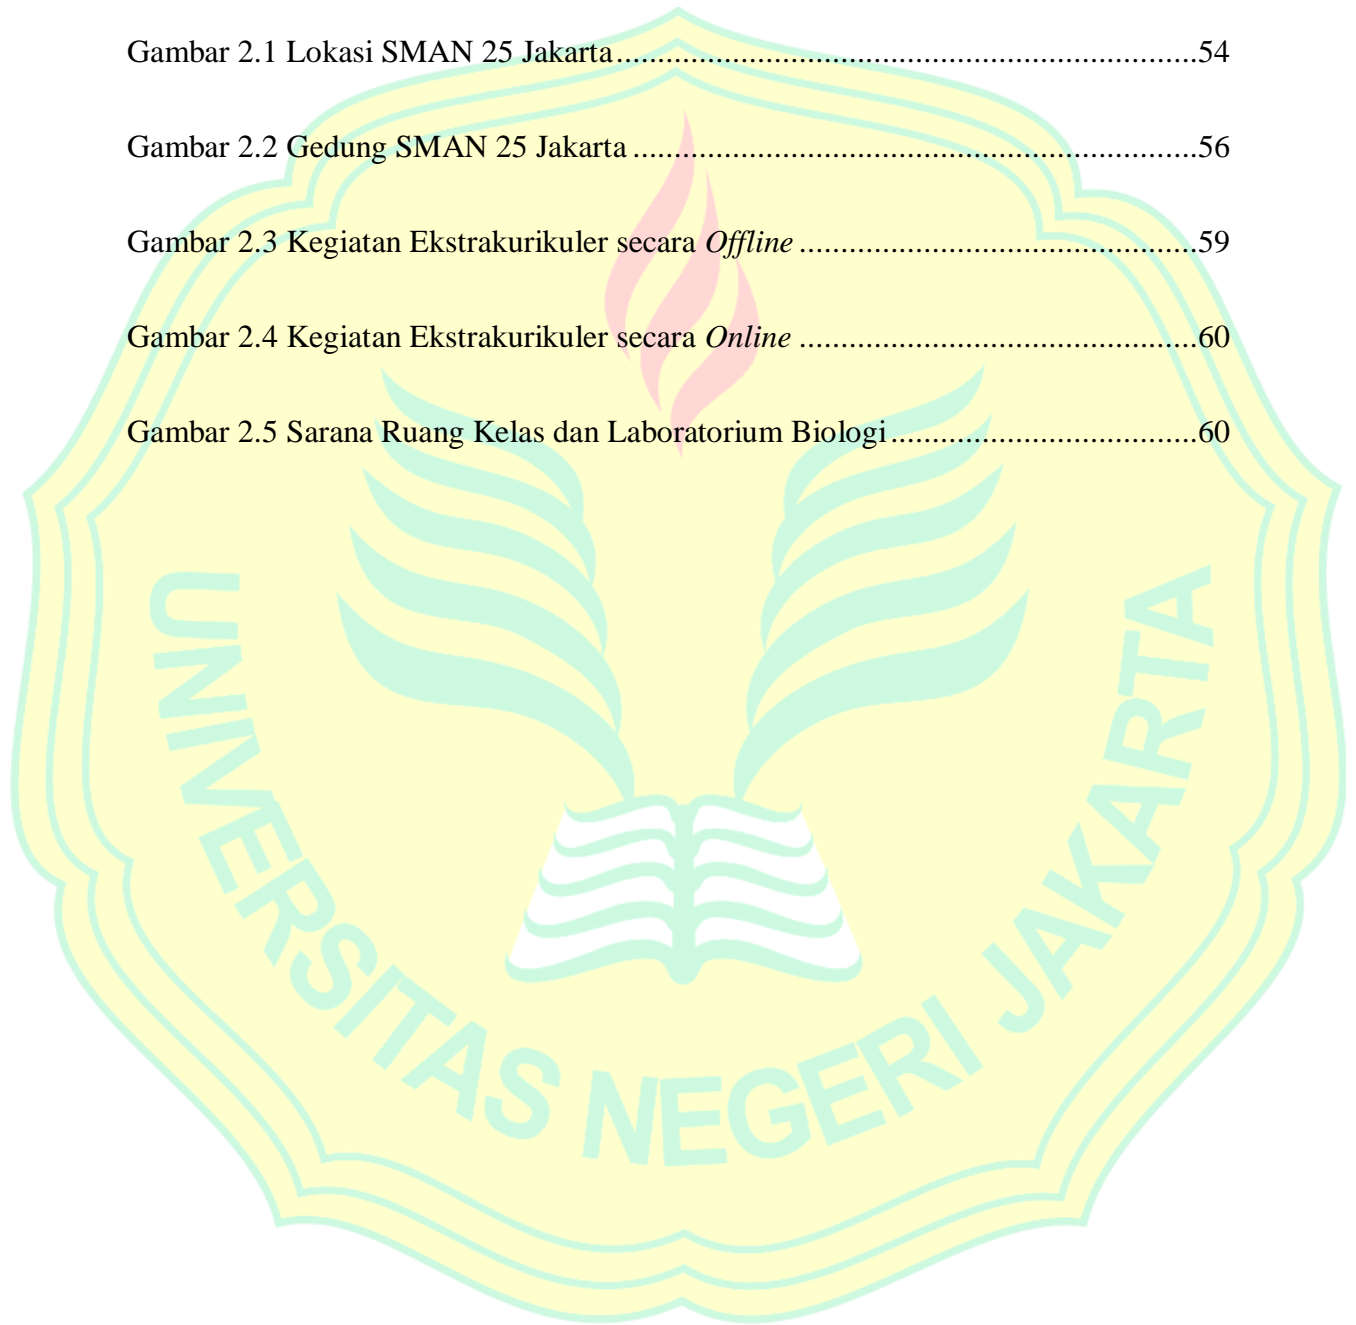 Gambar 2.1 Lokasi SMAN 25 Jakarta........................................................................54
Gambar 2.2 Gedung SMAN 25 Jakarta ......................................................................56
Gambar 2.3 Kegiatan Ekstrakurikuler secara Offline .................................................59
Gambar 2.4 Kegiatan Ekstrakurikuler secara Online .................................................60
Gambar 2.5 Sarana Ruang Kelas dan Laboratorium Biologi......................................60
UNIVERSITAS NEGERI JAKARTA